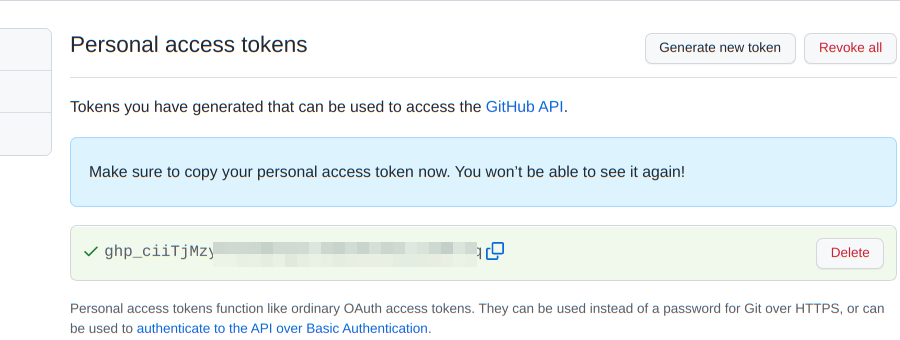 Personal access tokens
Generate new token
Revoke all
Tokens you have generated that can be used to access the GitHub API.
Make sure to copy your personal access token now. You won’t be able to see it again!
ghp_ciiTjMzy
Delete
Personal access tokens function like ordinary OAuth access tokens. They can be used instead of a password for Git over HTTPS, or can
be used to authenticate to the API over Basic Authentication.